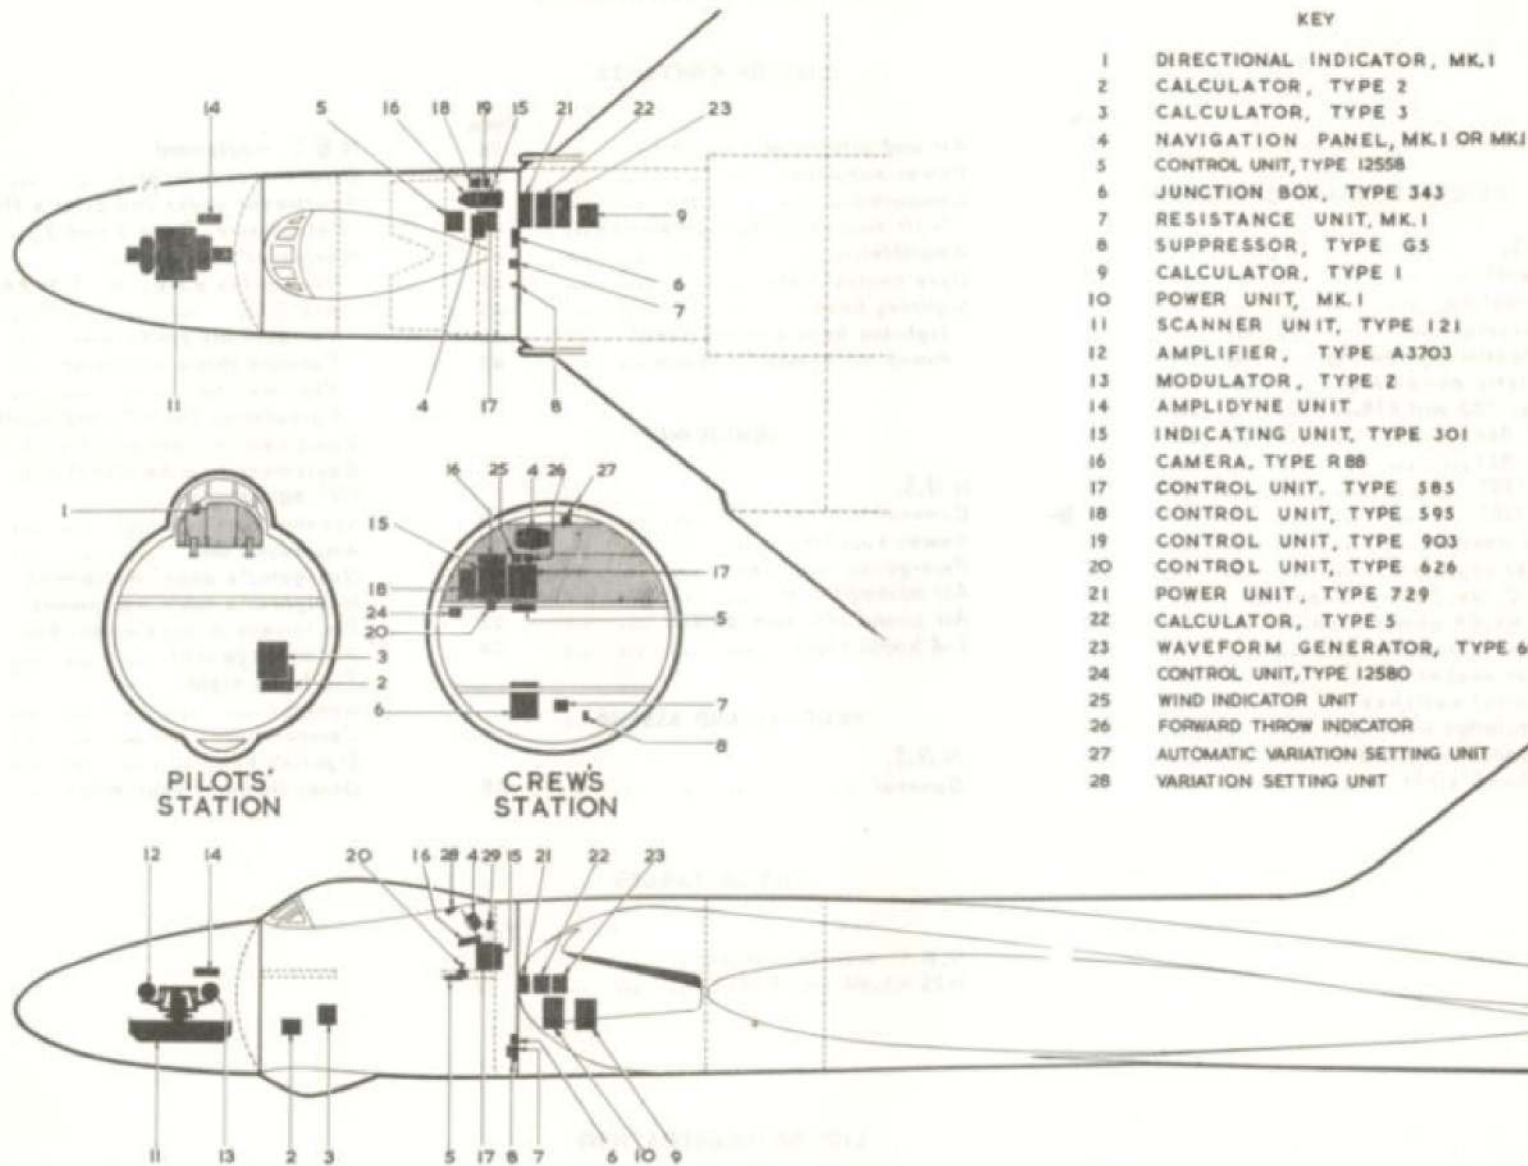 KEY
1 DIRECTIONAL INDICATOR, MK.1
2 CALCULATOR, TYPE 2
3 CALCULATOR, TYPE 3
4 NAVIGATION PANEL, MK.1 OR MK.1
5 CONTROL UNIT, TYPE 12558
6 JUNCTION BOX, TYPE 343
7 RESISTANCE UNIT, MK.1
8 SUPPRESSOR, TYPE G5
9 CALCULATOR, TYPE 1
10 POWER UNIT, MK.1
11 SCANNER UNIT, TYPE 121
12 AMPLIFIER, TYPE A3703
13 MODULATOR, TYPE 2
14 AMPLIDYNE UNIT
15 INDICATING UNIT, TYPE 301
16 CAMERA, TYPE R88
17 CONTROL UNIT, TYPE 585
18 CONTROL UNIT, TYPE 595
19 CONTROL UNIT, TYPE 903
20 CONTROL UNIT, TYPE 626
21 POWER UNIT, TYPE 729
22 CALCULATOR, TYPE 5
23 WAVEFORM GENERATOR, TYPE 6
24 CONTROL UNIT, TYPE 12580
25 WIND INDICATOR UNIT
26 FORWARD THROW INDICATOR
27 AUTOMATIC VARIATION SETTING UNIT
28 VARIATION SETTING UNIT
14 5 16 18 19 15 21 22 23
9
6
7
11 4 17 8
1
3
2
PILOTS'
STATION
16 25 4 26 27
15
17
18
24 5
20
6 7
8
CREW'S
STATION
12 14 20 16 28 4 29 15 21 22 23
11 13 2 3 5 17 8 7 6 10 9